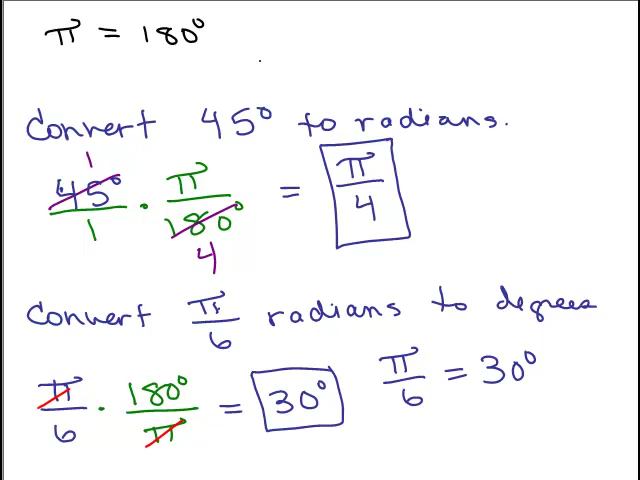 π = 180°
Convert 45° to radians.
45°/1 · π/180° = π/4
1
4
Convert π/6 radians to degrees
π/6 · 180°/π = 30°
π/6 = 30°